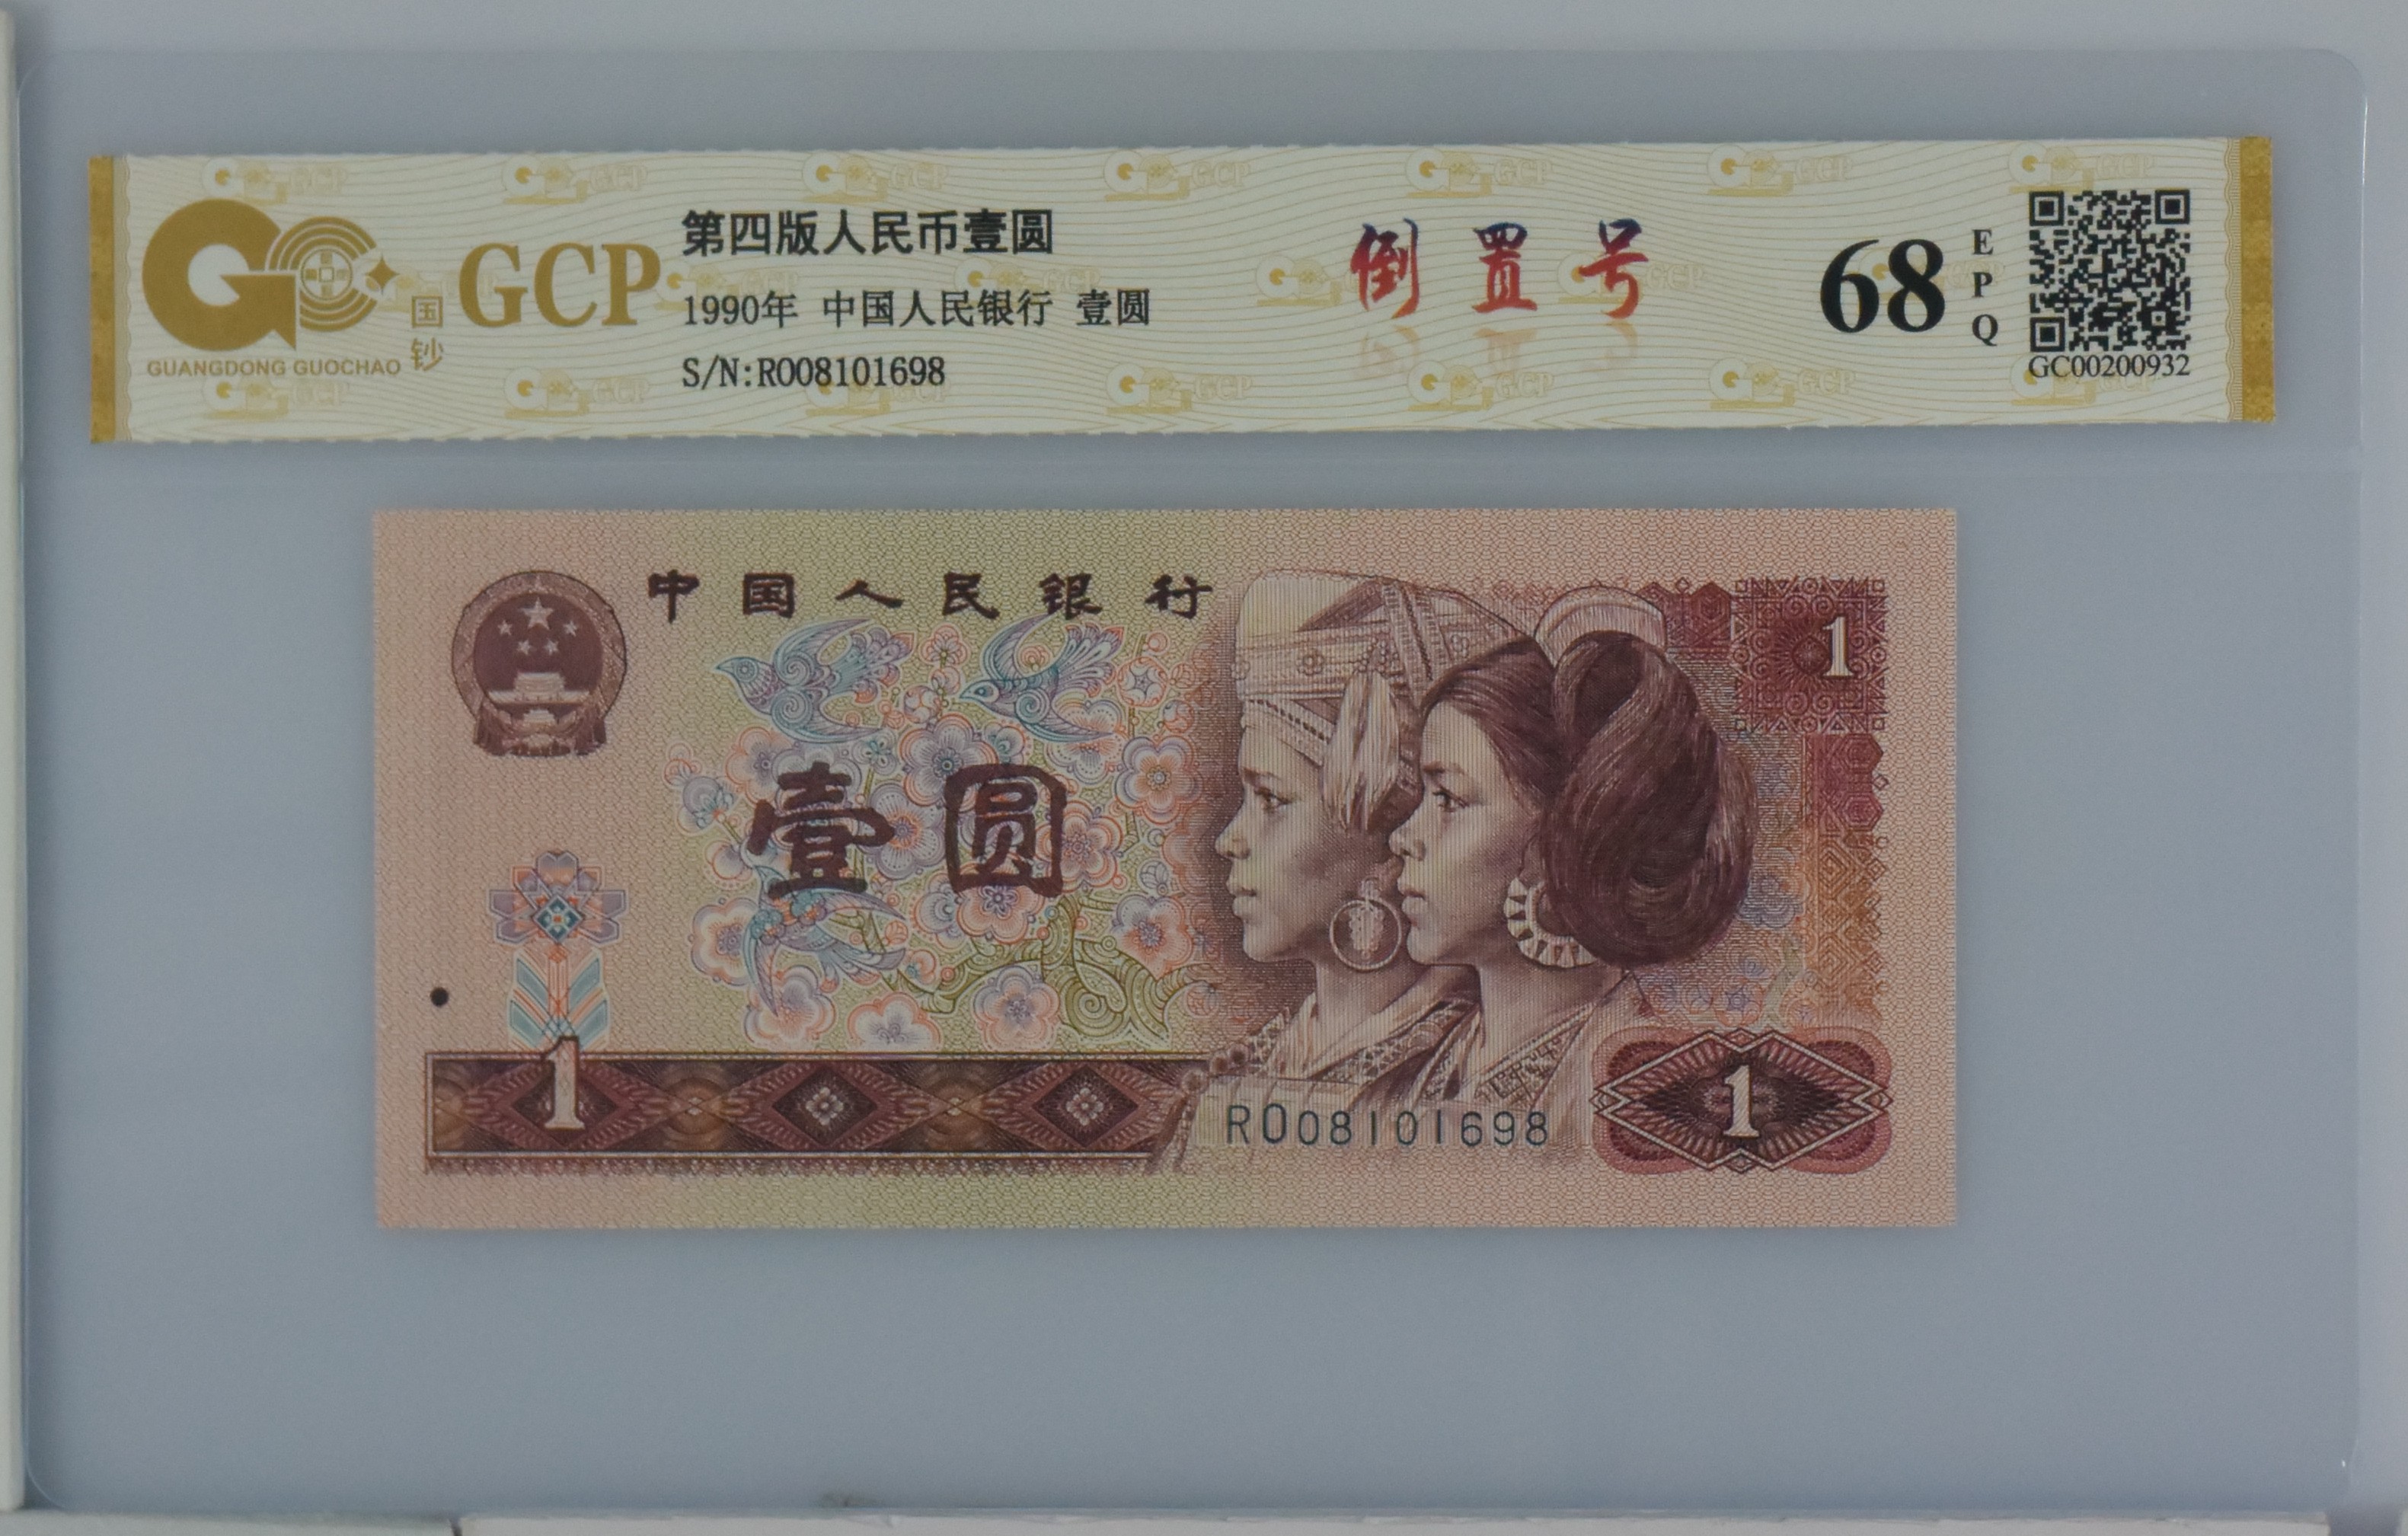 GCP
国钞
GUANGDONG GUOCHAO
第四版人民币壹圆
1990年 中国人民银行 壹圆
S/N:RO08101698
倒置号
68
EPQ
GC00200932
中国人民银行
1
壹圆
1
RO08101698
1